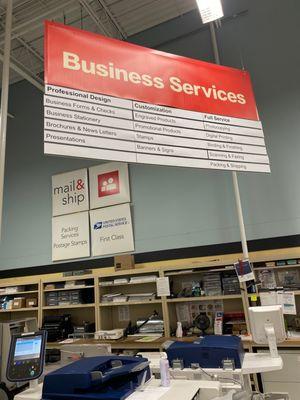 Business Services
Professional Design
Business Forms & Checks
Business Stationery
Brochures & News Letters
Presentations
Customization
Engraved Products
Promotional Products
Stamps
Banners & Signs
Full Service
Photocopying
Digital Printing
Binding & Finishing
Scanning & Faxing
Packing & Shipping
mail &
ship
Packing
Services
Postage Stamps
UNITED STATES
POSTAL SERVICE
First Class